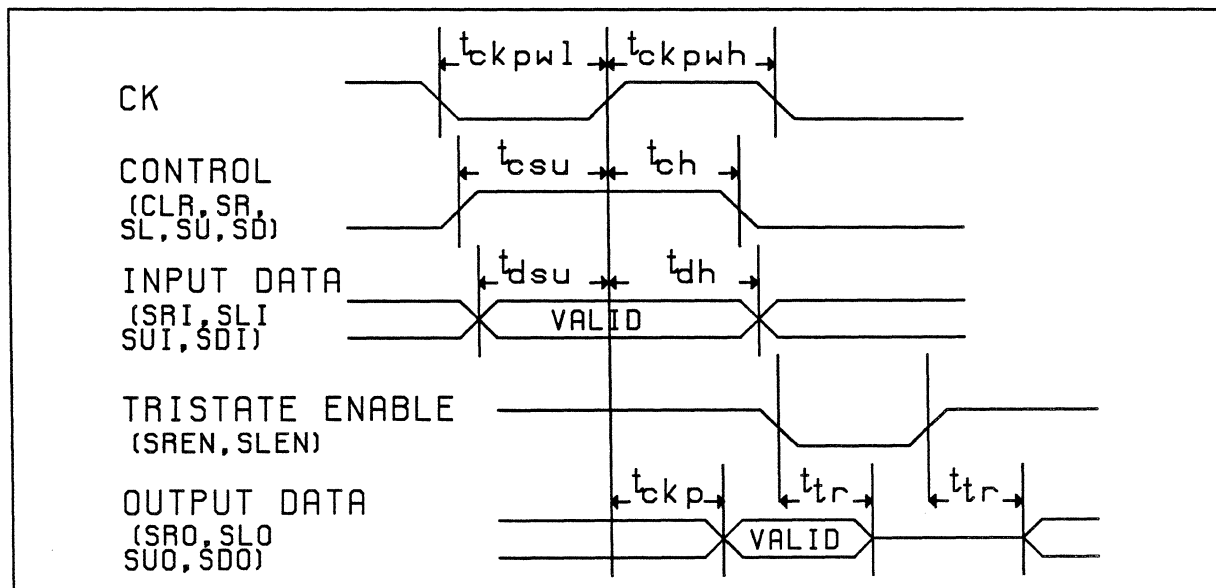 tckpwl tckpwh
CK
tcsu tch
CONTROL
(CLR, SR,
SL, SU, SD)
tdsu tdh
INPUT DATA
(SRI, SLI
SUI, SDI)
VALID
TRISTATE ENABLE
(SREN, SLEN)
tckp ttr ttr
OUTPUT DATA
(SRO, SLO
SUO, SDO)
VALID